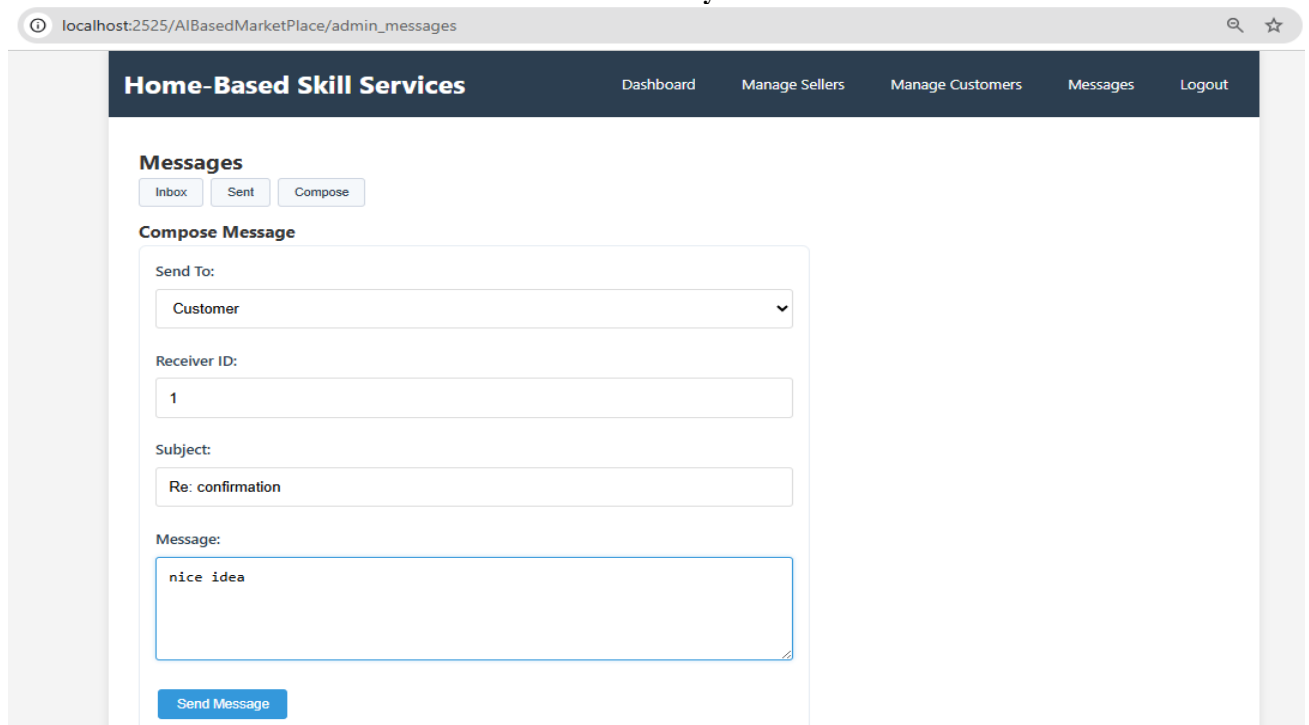 localhost:2525/AIBasedMarketPlace/admin_messages
Home-Based Skill Services Dashboard Manage Sellers Manage Customers Messages Logout
Messages
Inbox Sent Compose
Compose Message
Send To:
Customer
Receiver ID:
1
Subject:
Re: confirmation
Message:
nice idea
Send Message